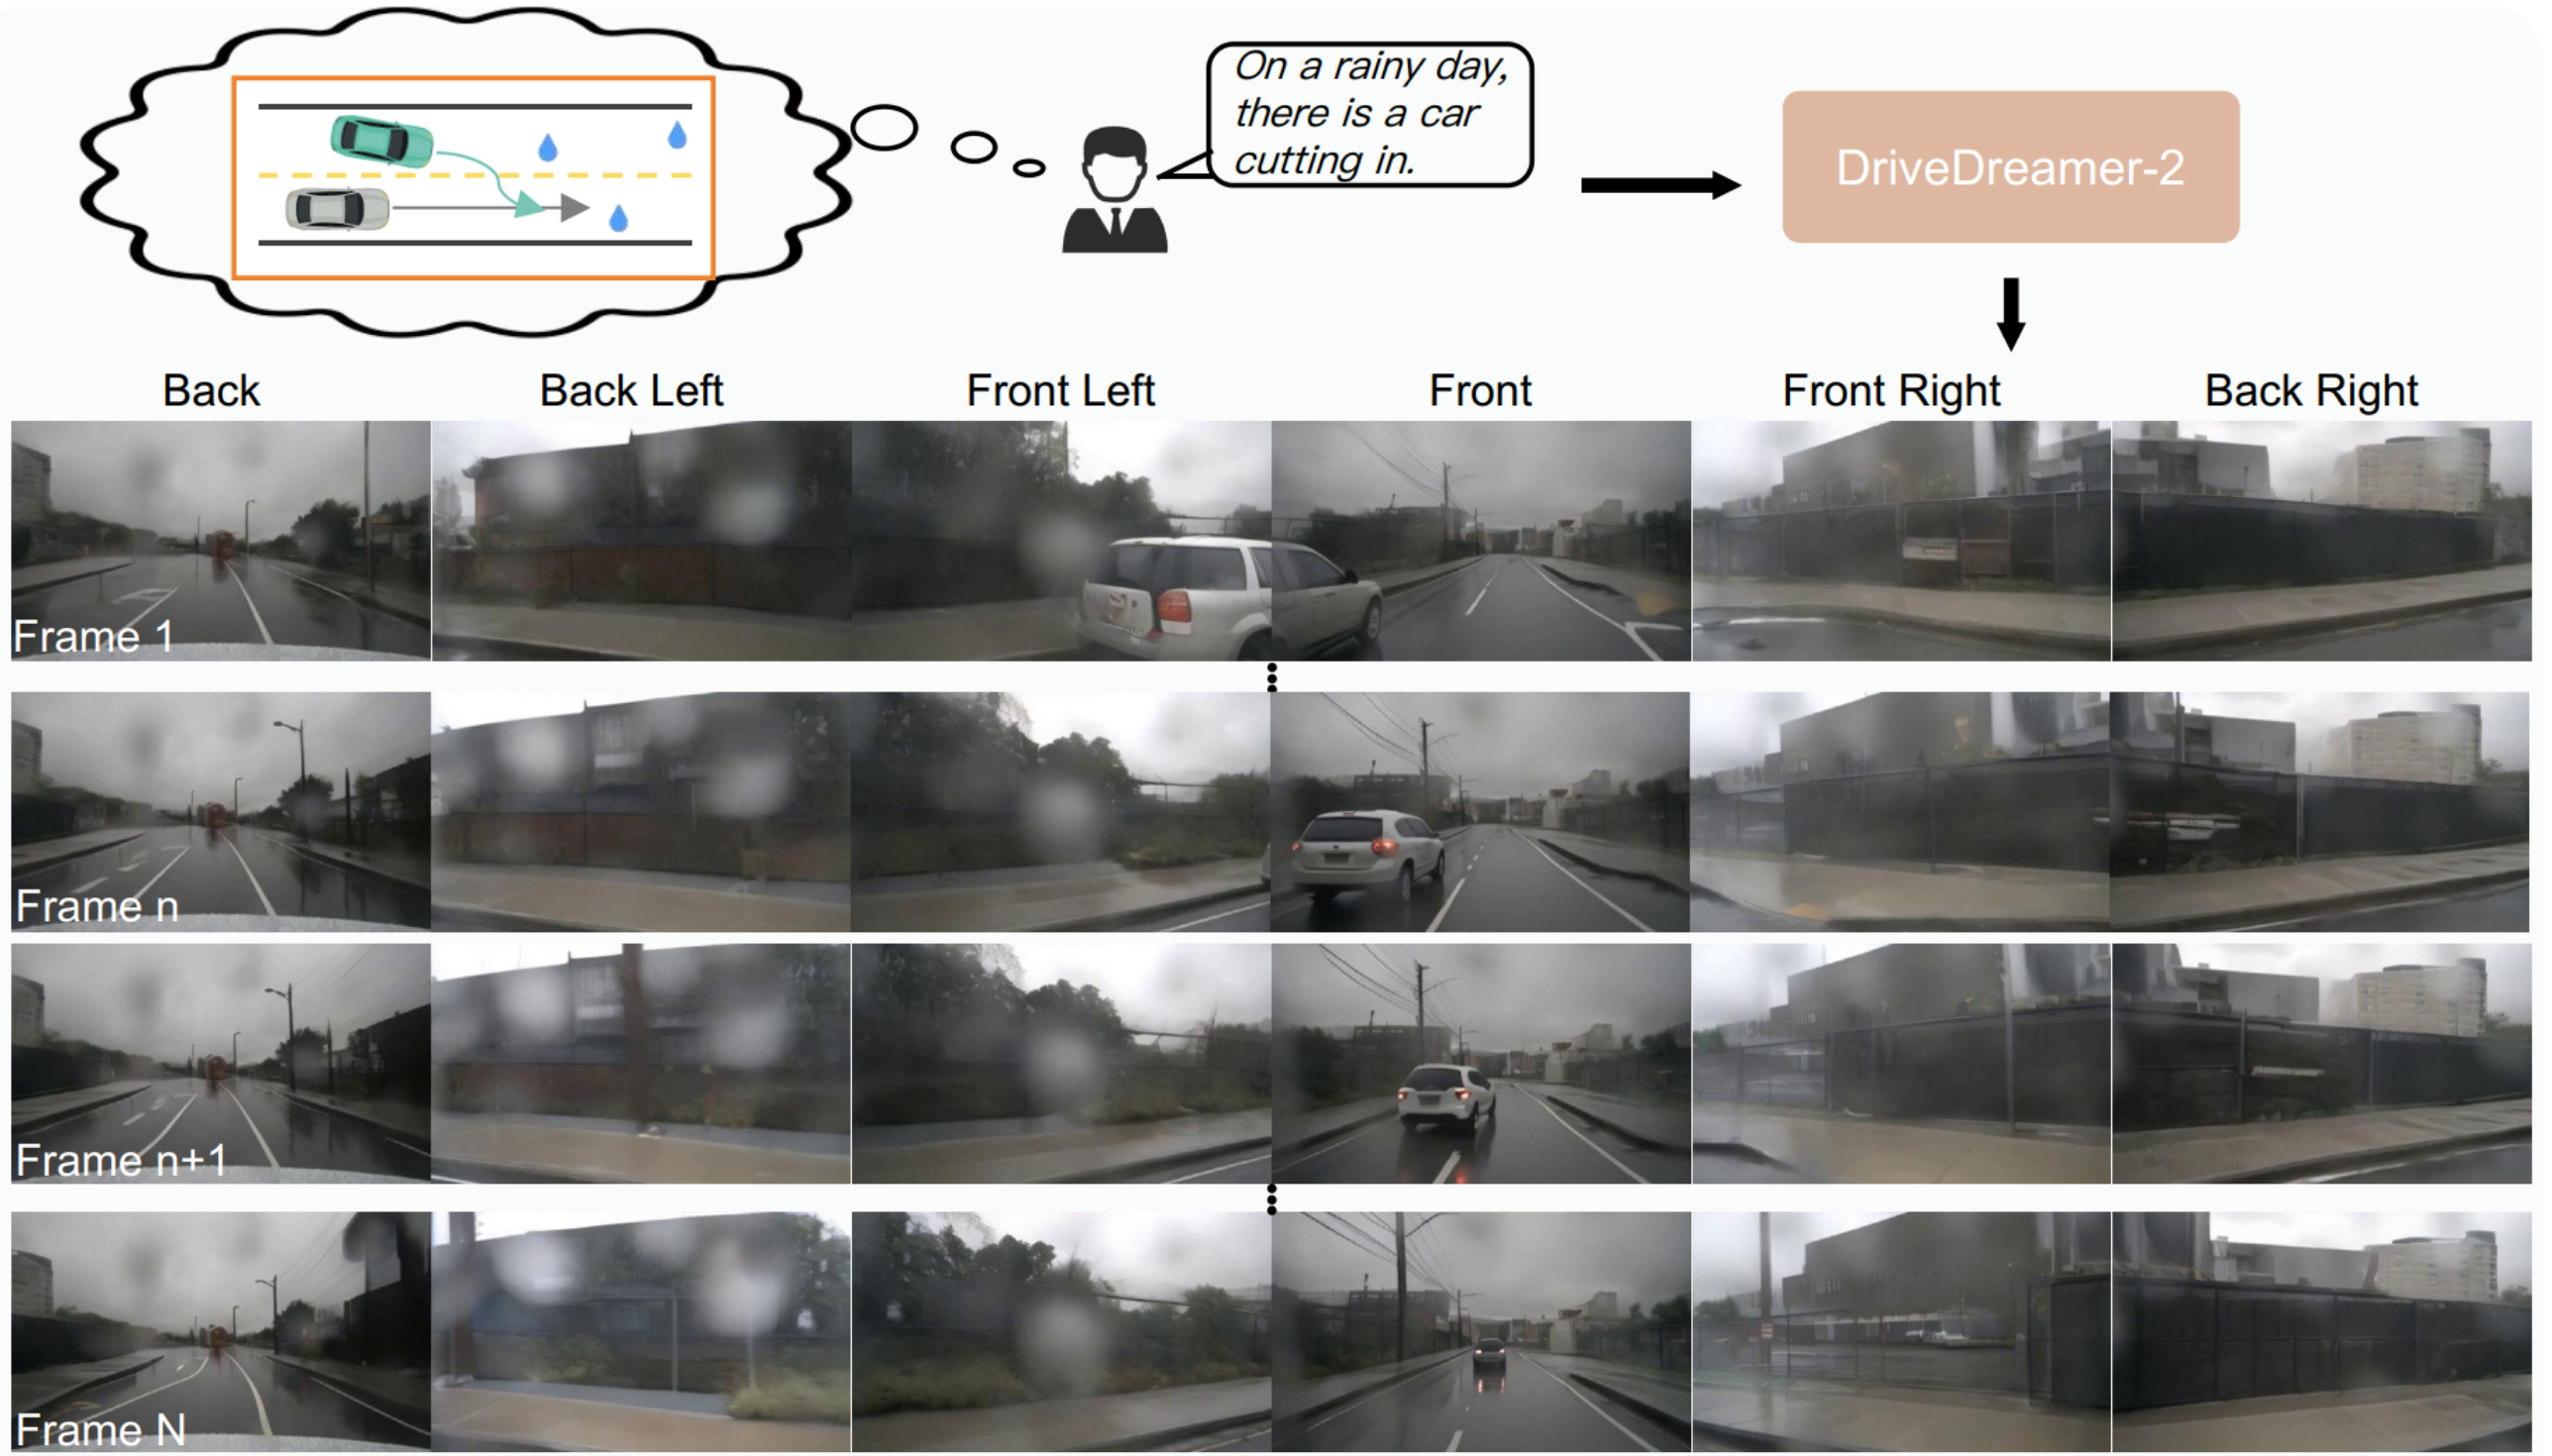 On a rainy day,
there is a car
cutting in.
DriveDreamer-2
Back
Back Left
Front Left
Front
Front Right
Back Right
Frame 1
Frame n
Frame n+1
Frame N